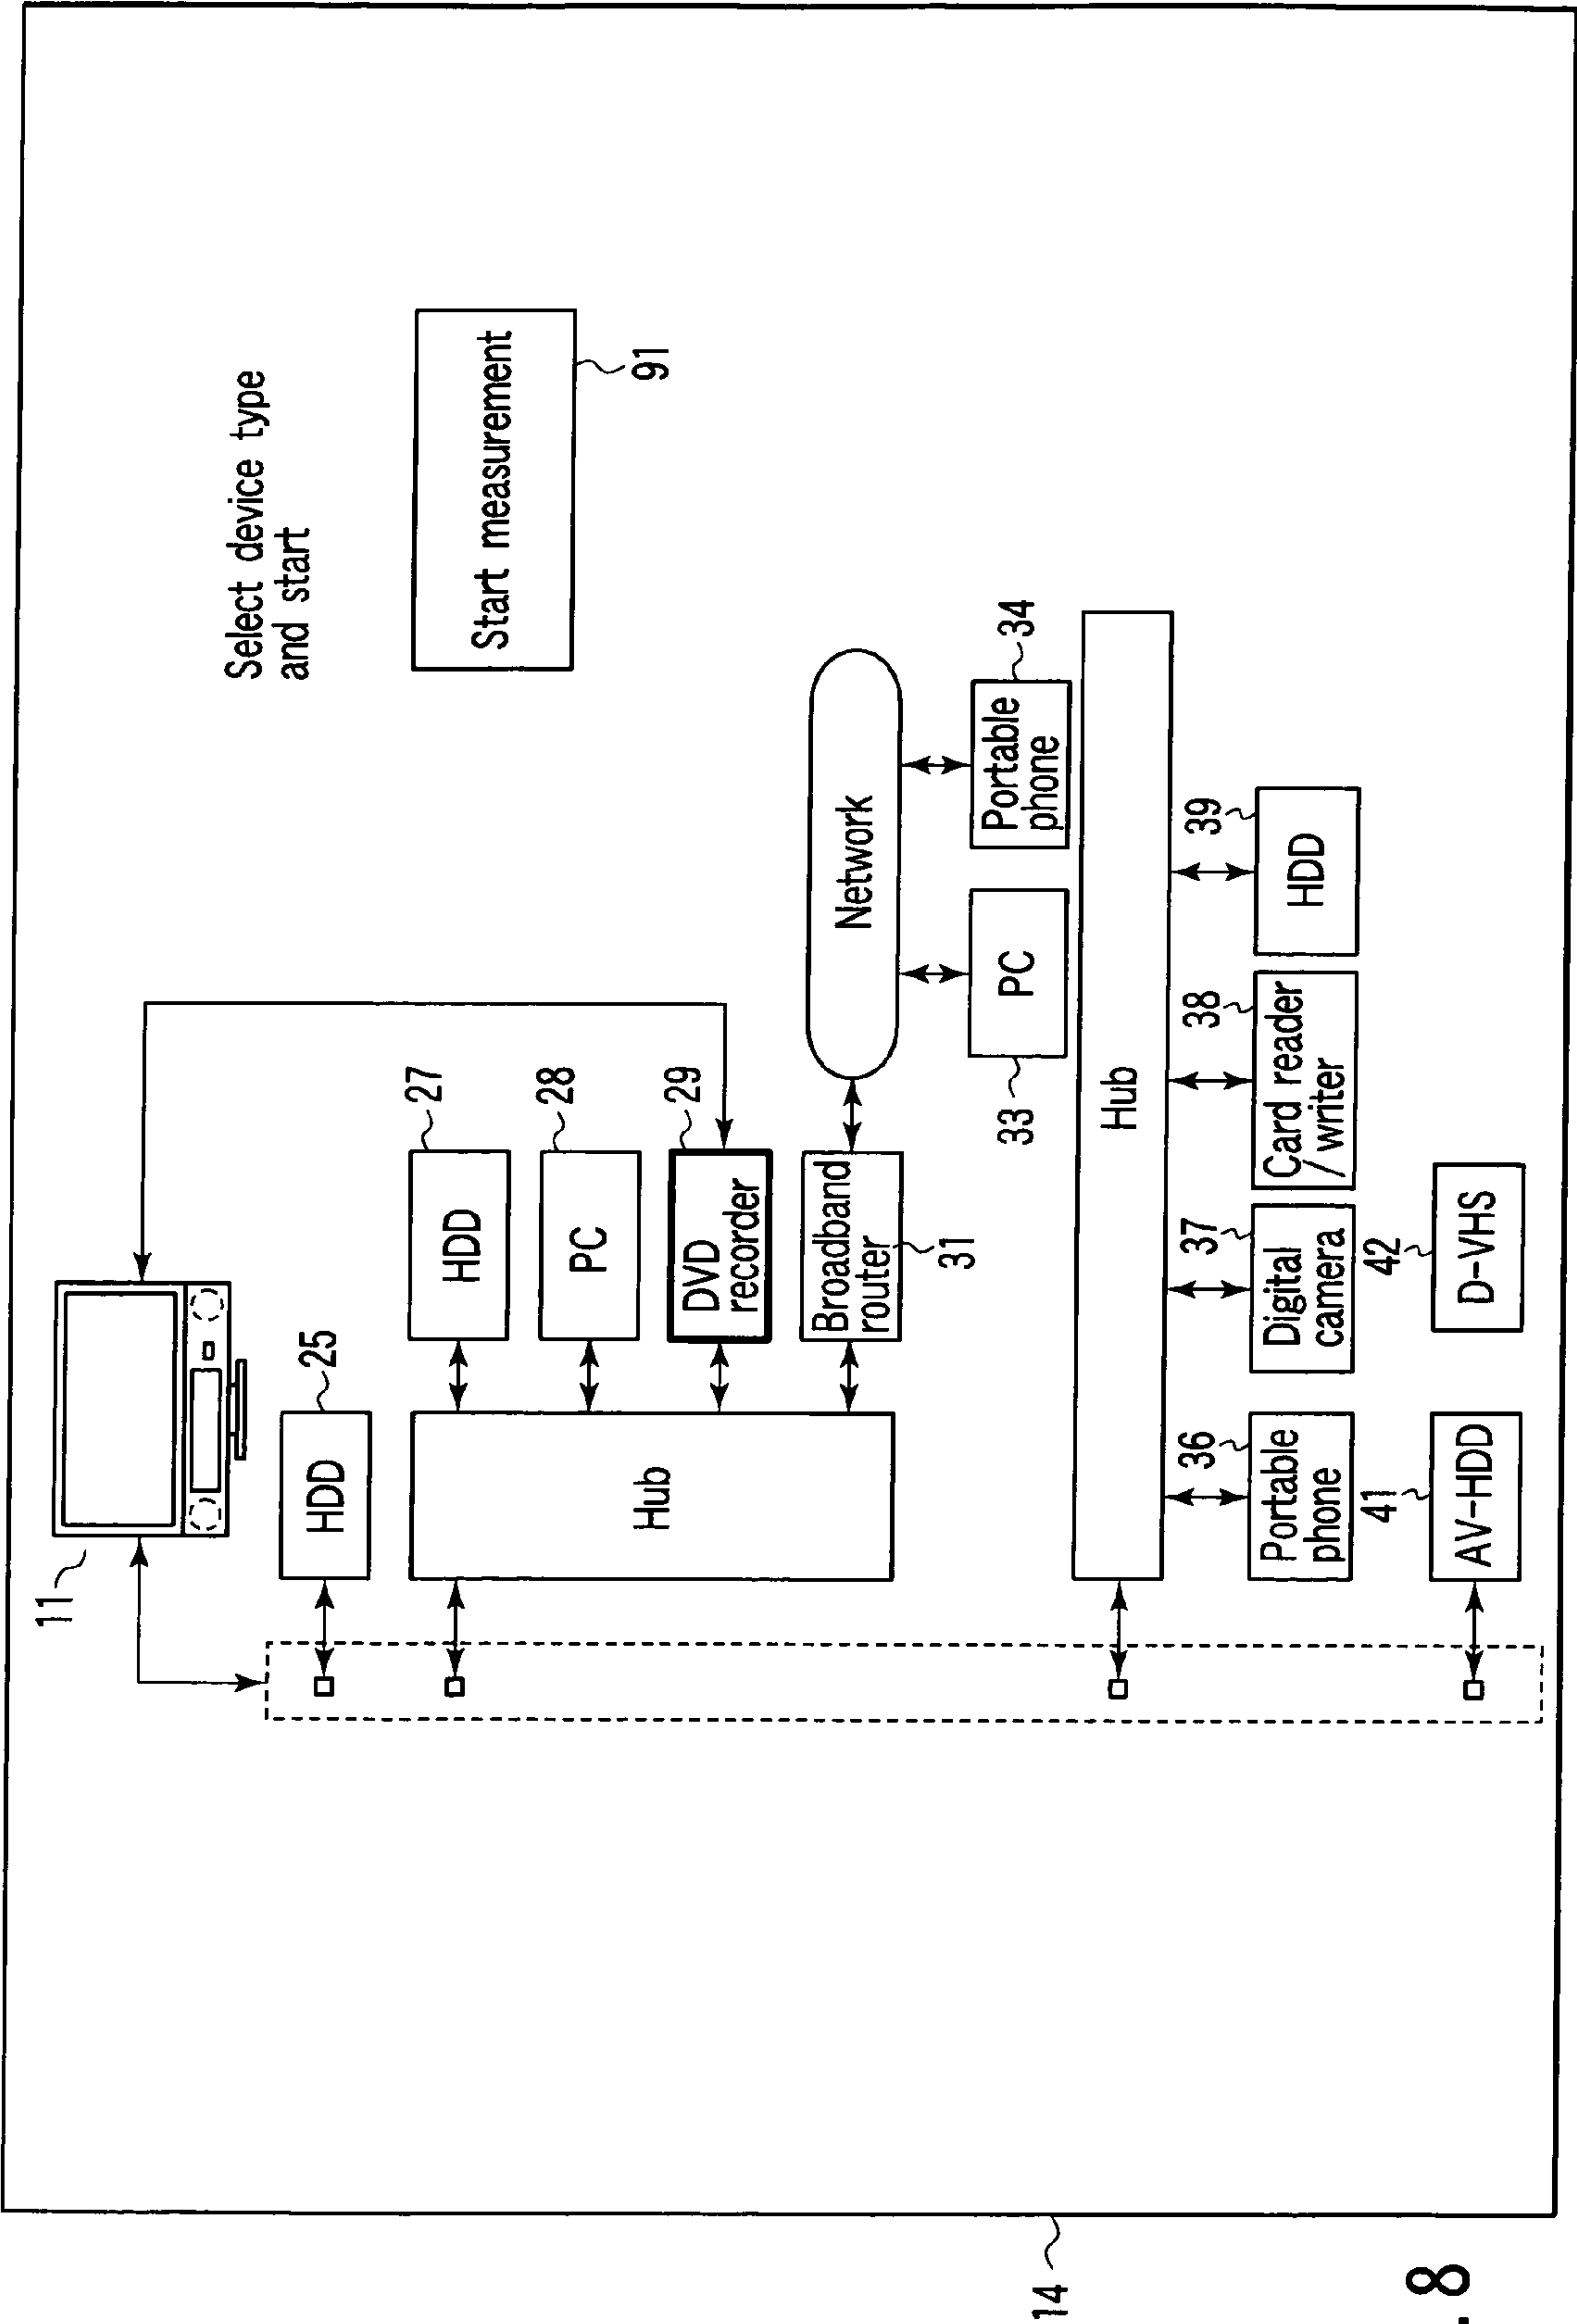 11
Select device type
and start
25
HDD
27
HDD
Start measurement
91
28
PC
29
DVD
recorder
Hub
Broadband
router
31
Network
33
PC
34
Portable
phone
Hub
36
Portable
phone
37
Digital
camera
38
Card reader
/writer
39
HDD
41
AV-HDD
42
D-VHS
14
. 8